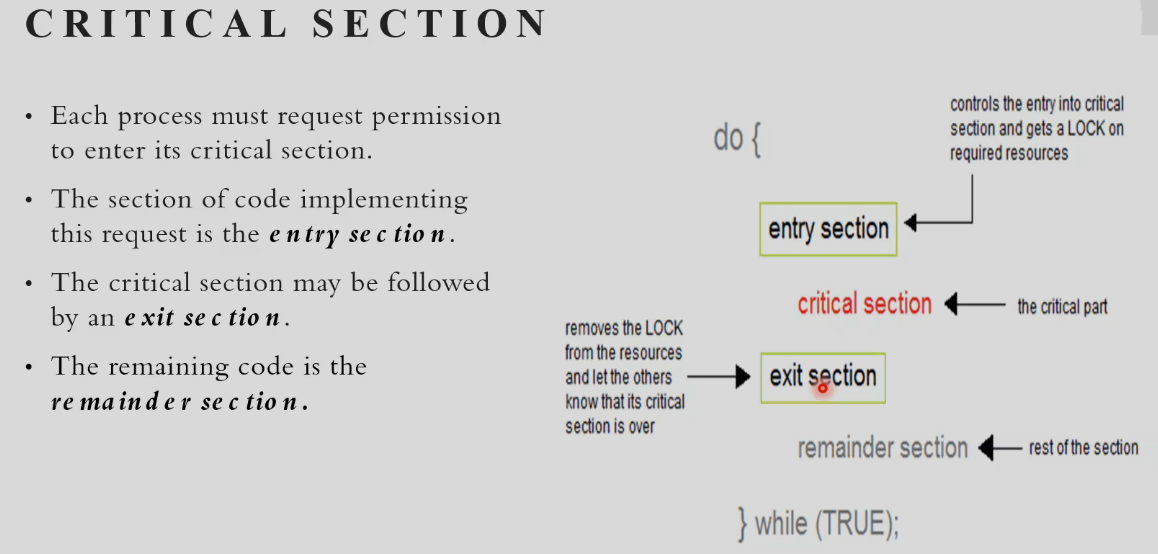 CRITICAL SECTION
• Each process must request permission
to enter its critical section.
• The section of code implementing
this request is the entry section.
• The critical section may be followed
by an exit section.
• The remaining code is the
remainder section.
controls the entry into critical
section and gets a LOCK on
required resources
do {
entry section
critical section
the critical part
removes the LOCK
from the resources
and let the others
know that its critical
section is over
exit section
remainder section
rest of the section
} while (TRUE);